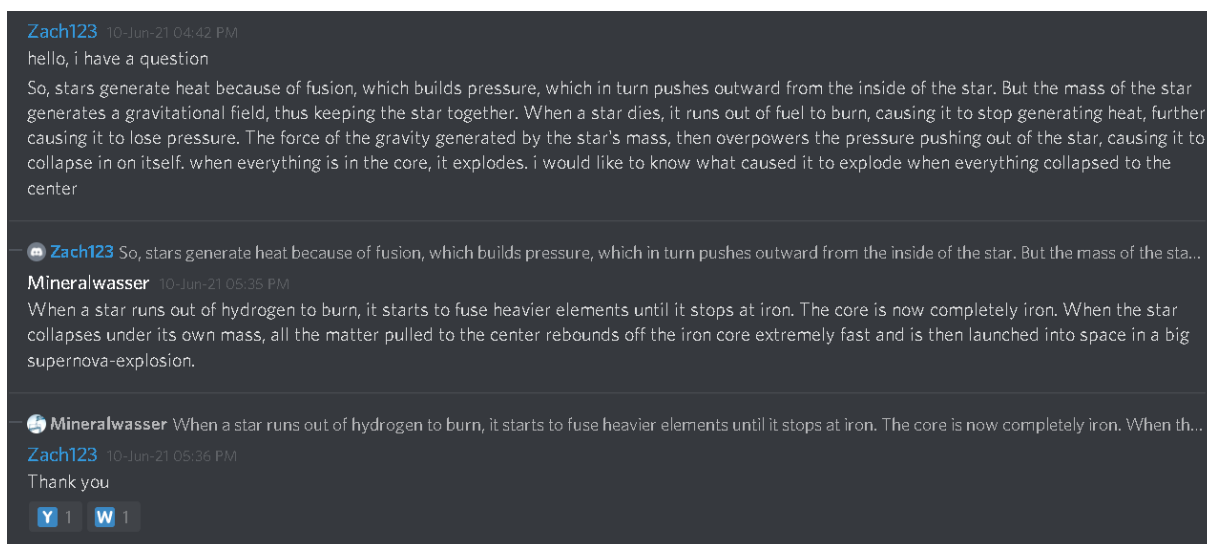 Zach123 10-Jun-21 04:42 PM
hello, i have a question
So, stars generate heat because of fusion, which builds pressure, which in turn pushes outward from the inside of the star. But the mass of the star
generates a gravitational field, thus keeping the star together. When a star dies, it runs out of fuel to burn, causing it to stop generating heat, further
causing it to lose pressure. The force of the gravity generated by the star's mass, then overpowers the pressure pushing out of the star, causing it to
collapse in on itself. when everything is in the core, it explodes. i would like to know what caused it to explode when everything collapsed to the
center
Zach123 So, stars generate heat because of fusion, which builds pressure, which in turn pushes outward from the inside of the star. But the mass of the sta...
Mineralwasser 10-Jun-21 05:35 PM
When a star runs out of hydrogen to burn, it starts to fuse heavier elements until it stops at iron. The core is now completely iron. When the star
collapses under its own mass, all the matter pulled to the center rebounds off the iron core extremely fast and is then launched into space in a big
supernova-explosion.
Mineralwasser When a star runs out of hydrogen to burn, it starts to fuse heavier elements until it stops at iron. The core is now completely iron. When th...
Zach123 10-Jun-21 05:36 PM
Thank you
Y 1 W 1